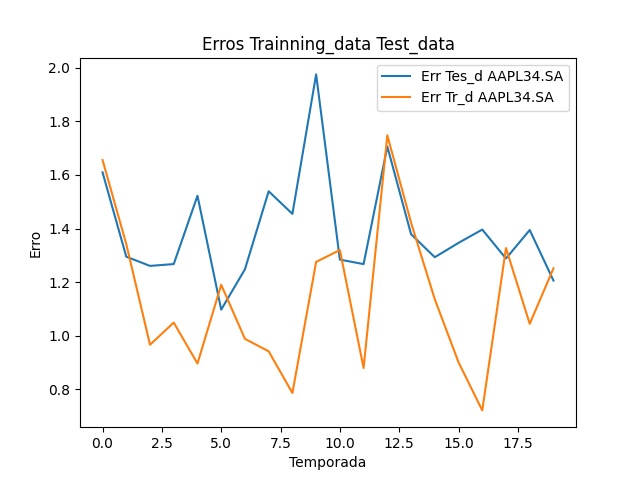 Erros Trainning_data Test_data
Err Tes_d AAPL34.SA
Err Tr_d AAPL34.SA
Erro
2.0
1.8
1.6
1.4
1.2
1.0
0.8
0.0 2.5 5.0 7.5 10.0 12.5 15.0 17.5
Temporada